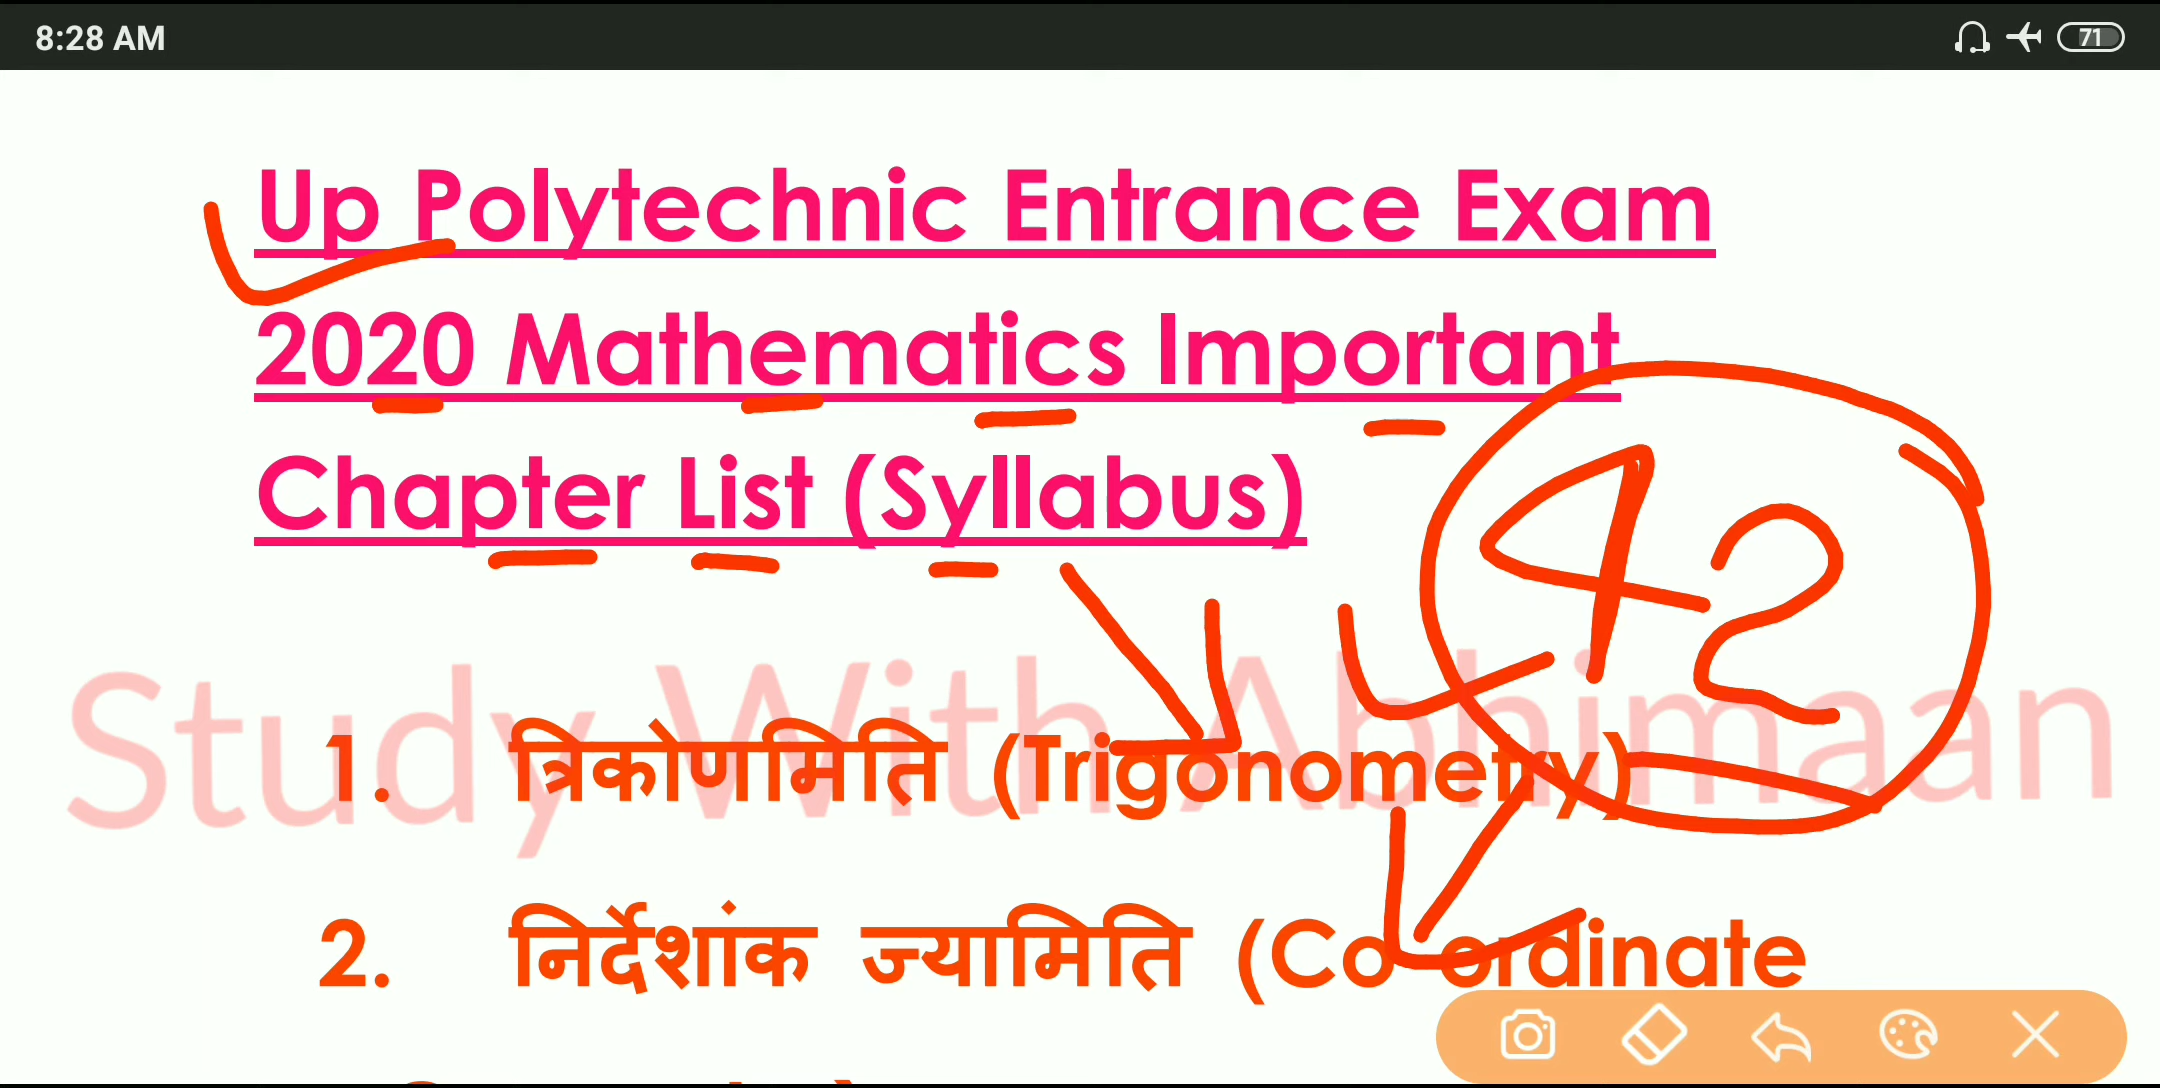 8:28 AM
71
Up Polytechnic Entrance Exam
2020 Mathematics Important
Chapter List (Syllabus)
42
Study With Abhimaan
1. त्रिकोणमिति (Trigonometry)
2. निर्देशांक ज्यामिति (Co-ordinate